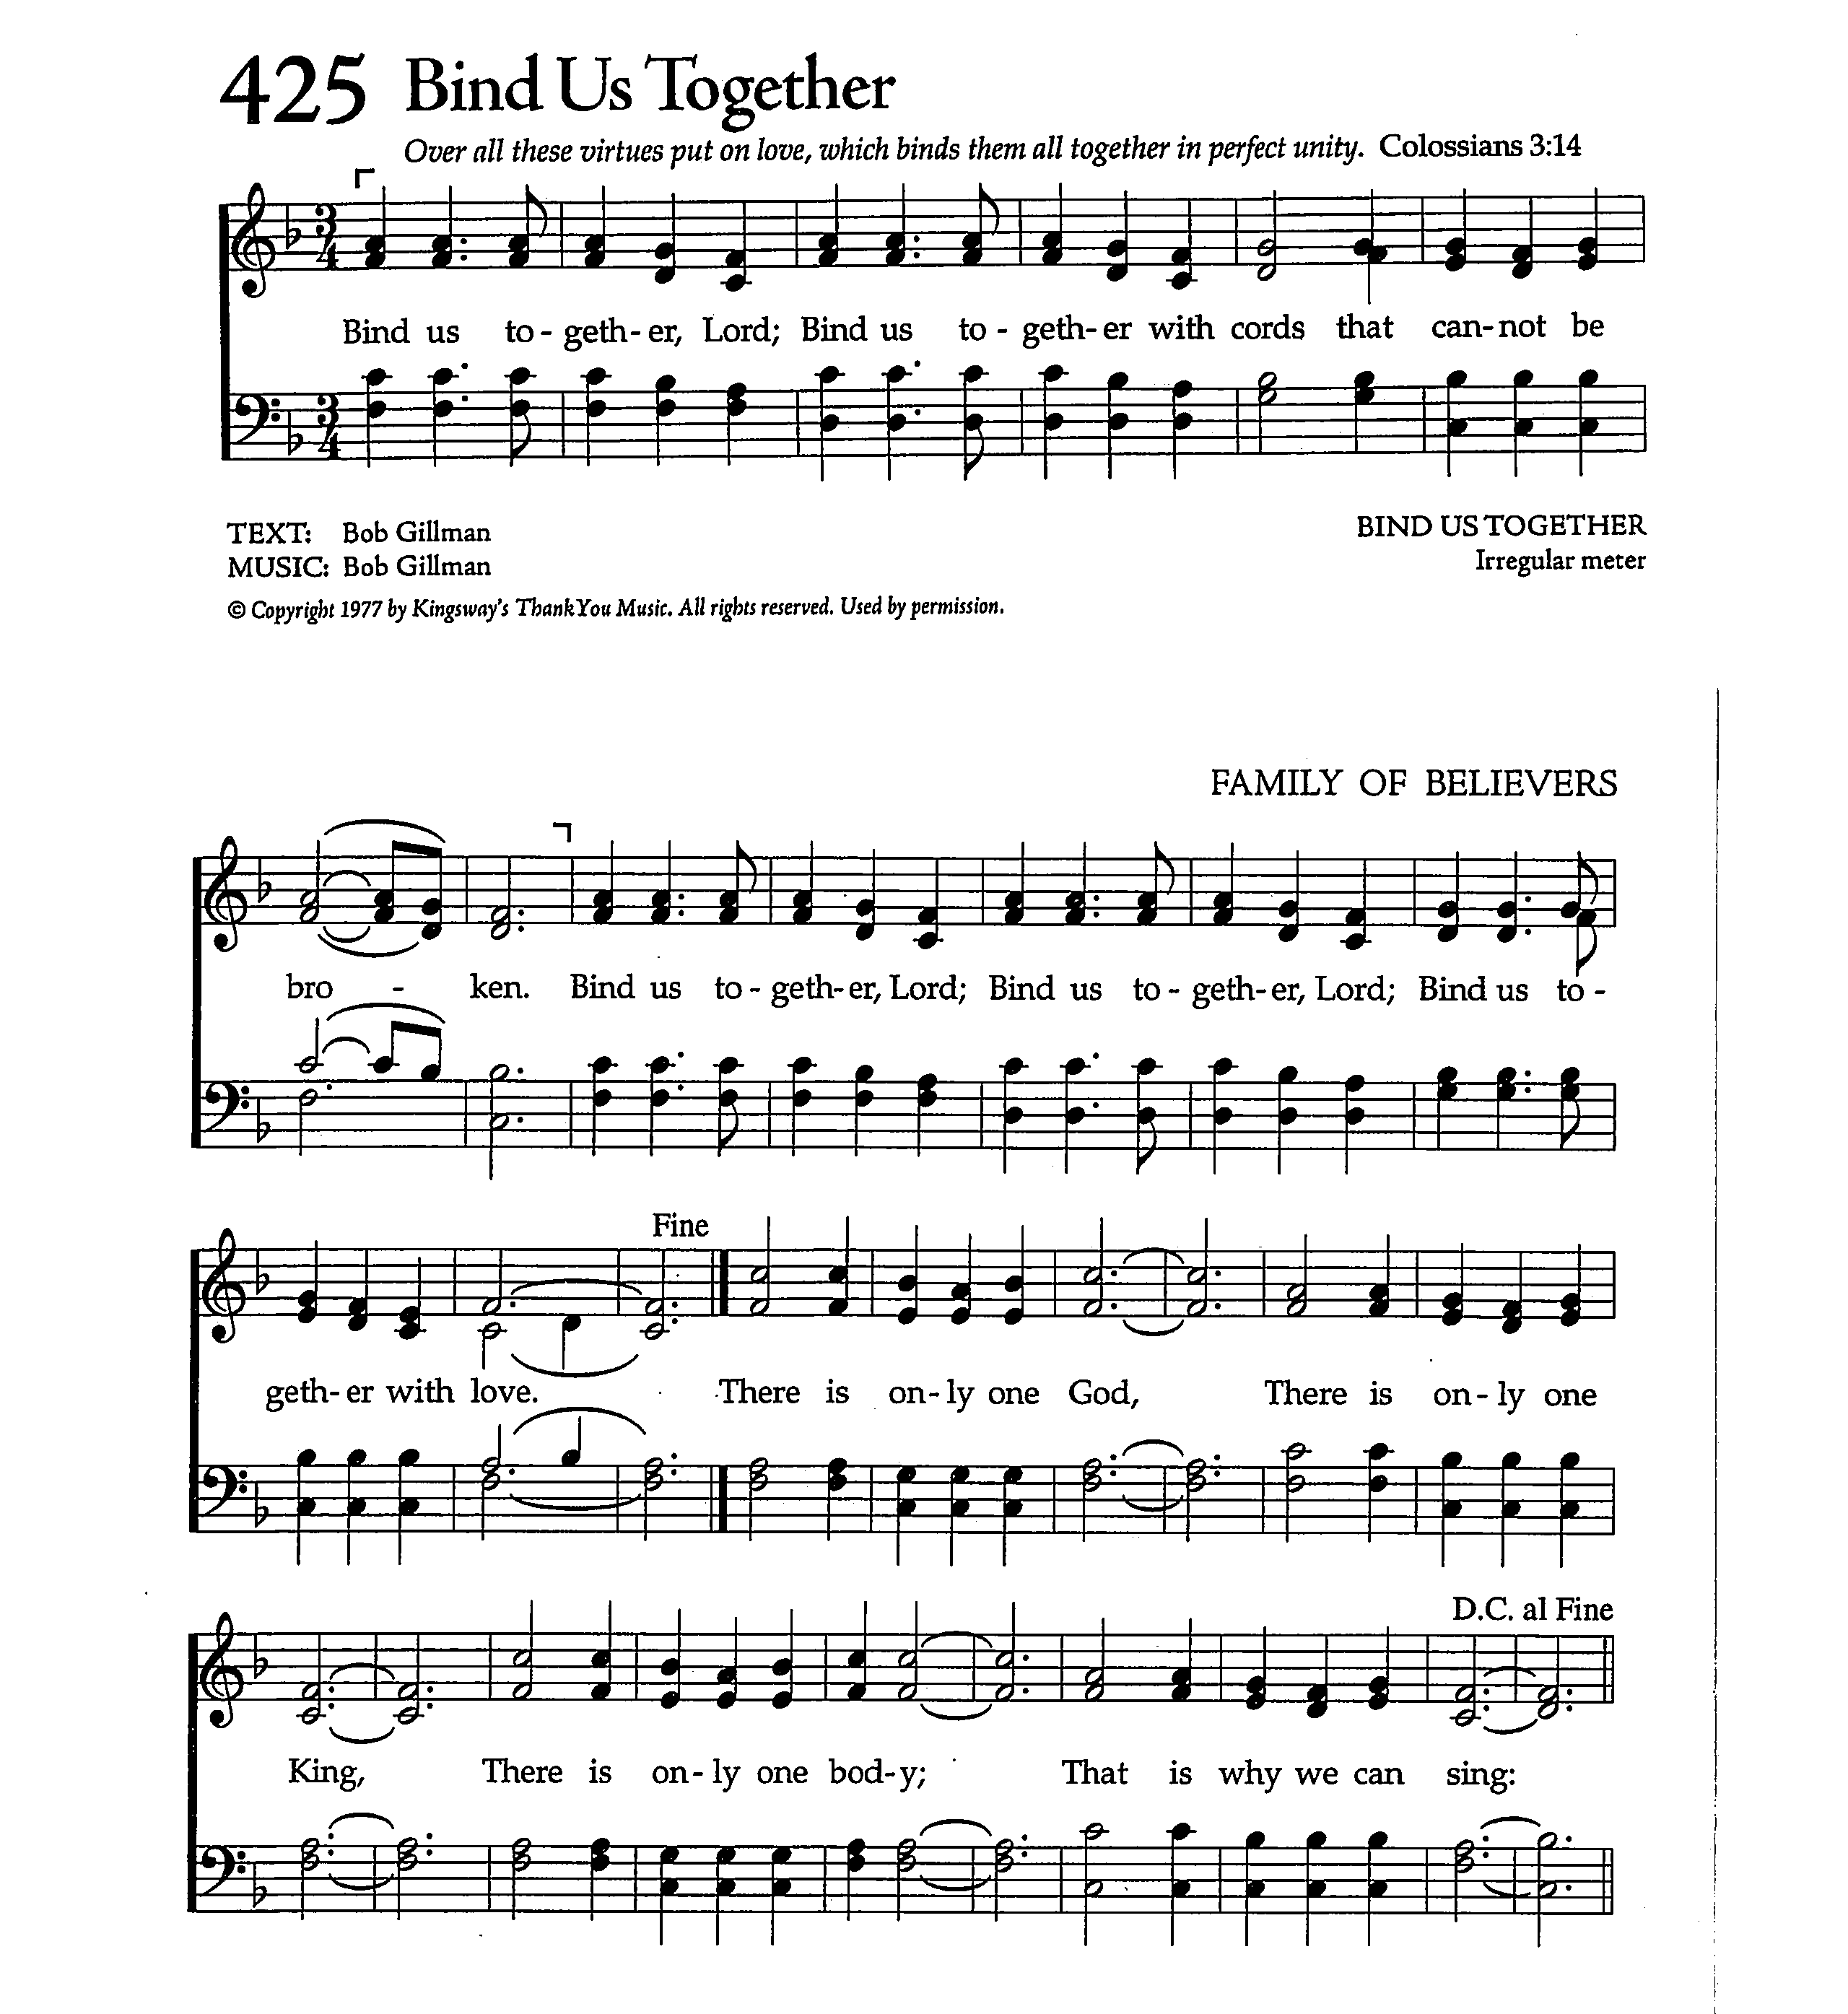 425 Bind Us Together
Over all these virtues put on love, which binds them all together in perfect unity. Colossians 3:14
3
4
Bind us to - geth- er, Lord; Bind us to - geth- er with cords that can- not be
3
4
TEXT: Bob Gillman
MUSIC: Bob Gillman
BIND US TOGETHER
Irregular meter
© Copyright 1977 by Kingsway's ThankYou Music. All rights reserved. Used by permission.
FAMILY OF BELIEVERS
bro - ken. Bind us to - geth- er, Lord; Bind us to - geth- er, Lord; Bind us to -
Fine
geth- er with love. There is on- ly one God, There is on - ly one
D.C. al Fine
King, There is on- ly one bod- y; That is why we can sing: